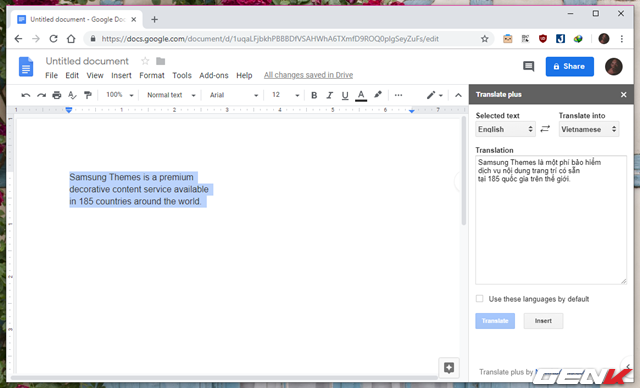 Untitled document - Google Doc
https://docs.google.com/document/d/1uqaLFjbkhPBBBDfVSAHWhA6TXmfD9ROQ0plgSeyZuFs/edit
Untitled document
File Edit View Insert Format Tools Add-ons Help All changes saved in Drive
Share
100% Normal text Arial 12 B I U A
Translate plus
Selected text Translate into
English Vietnamese
Translation
Samsung Themes là một phí bảo hiểm
dịch vụ nội dung trang trí có sẵn
tại 185 quốc gia trên thế giới.
Samsung Themes is a premium
decorative content service available
in 185 countries around the world.
Use these languages by default
Translate Insert
Translate plus by
GENK